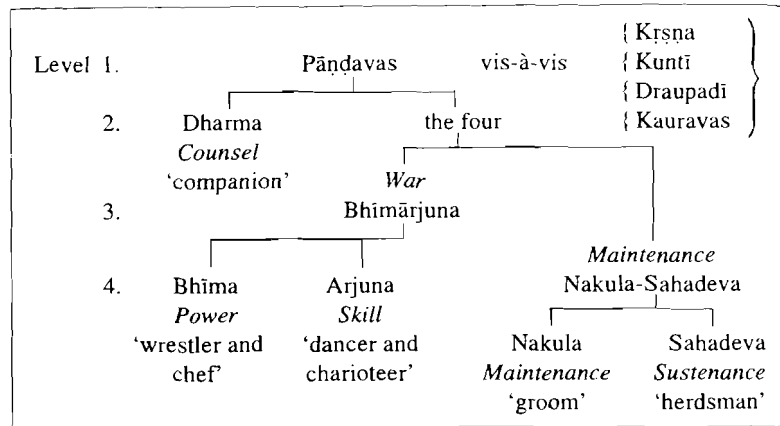 { Kṛṣṇa
Level 1. Pāṇḍavas vis-à-vis { Kuntī
{ Draupadī
2. Dharma the four { Kauravas
Counsel
'companion' War
3. Bhīmārjuna
Maintenance
4. Bhīma Arjuna Nakula-Sahadeva
Power Skill
'wrestler and 'dancer and Nakula Sahadeva
chef' charioteer' Maintenance Sustenance
'groom' 'herdsman'